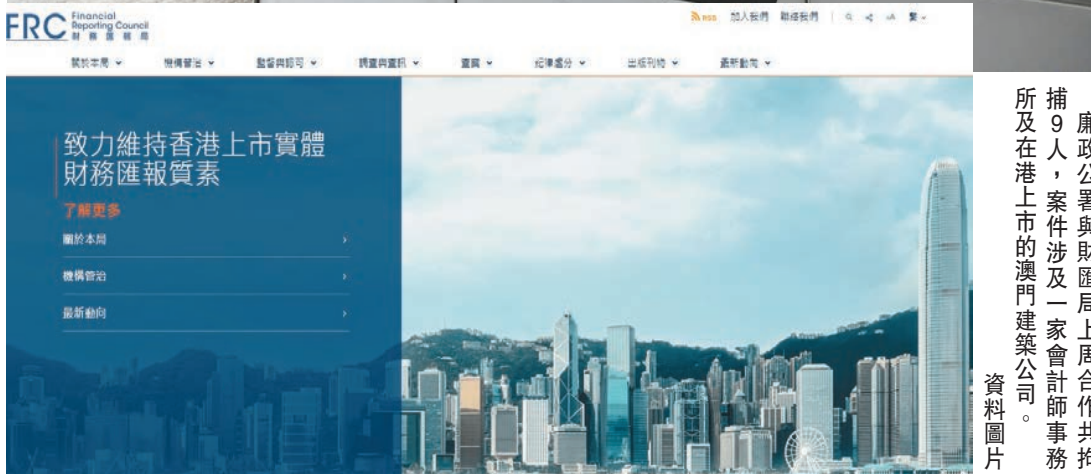 FRC Financial
Reporting Council
財務匯報局
RSS 加入我們 聯絡我們 A 繁
關於本局 機構管治 監督與認可 調查與查訊 查閱 紀律處分 出版刊物 最新動向
致力維持香港上市實體
財務匯報質素
了解更多
關於本局
機構管治
最新動向
廉政公署與財匯局上周合作共拘
捕9人,案件涉及一家會計師事務
所及在港上市的澳門建築公司。
資料圖片